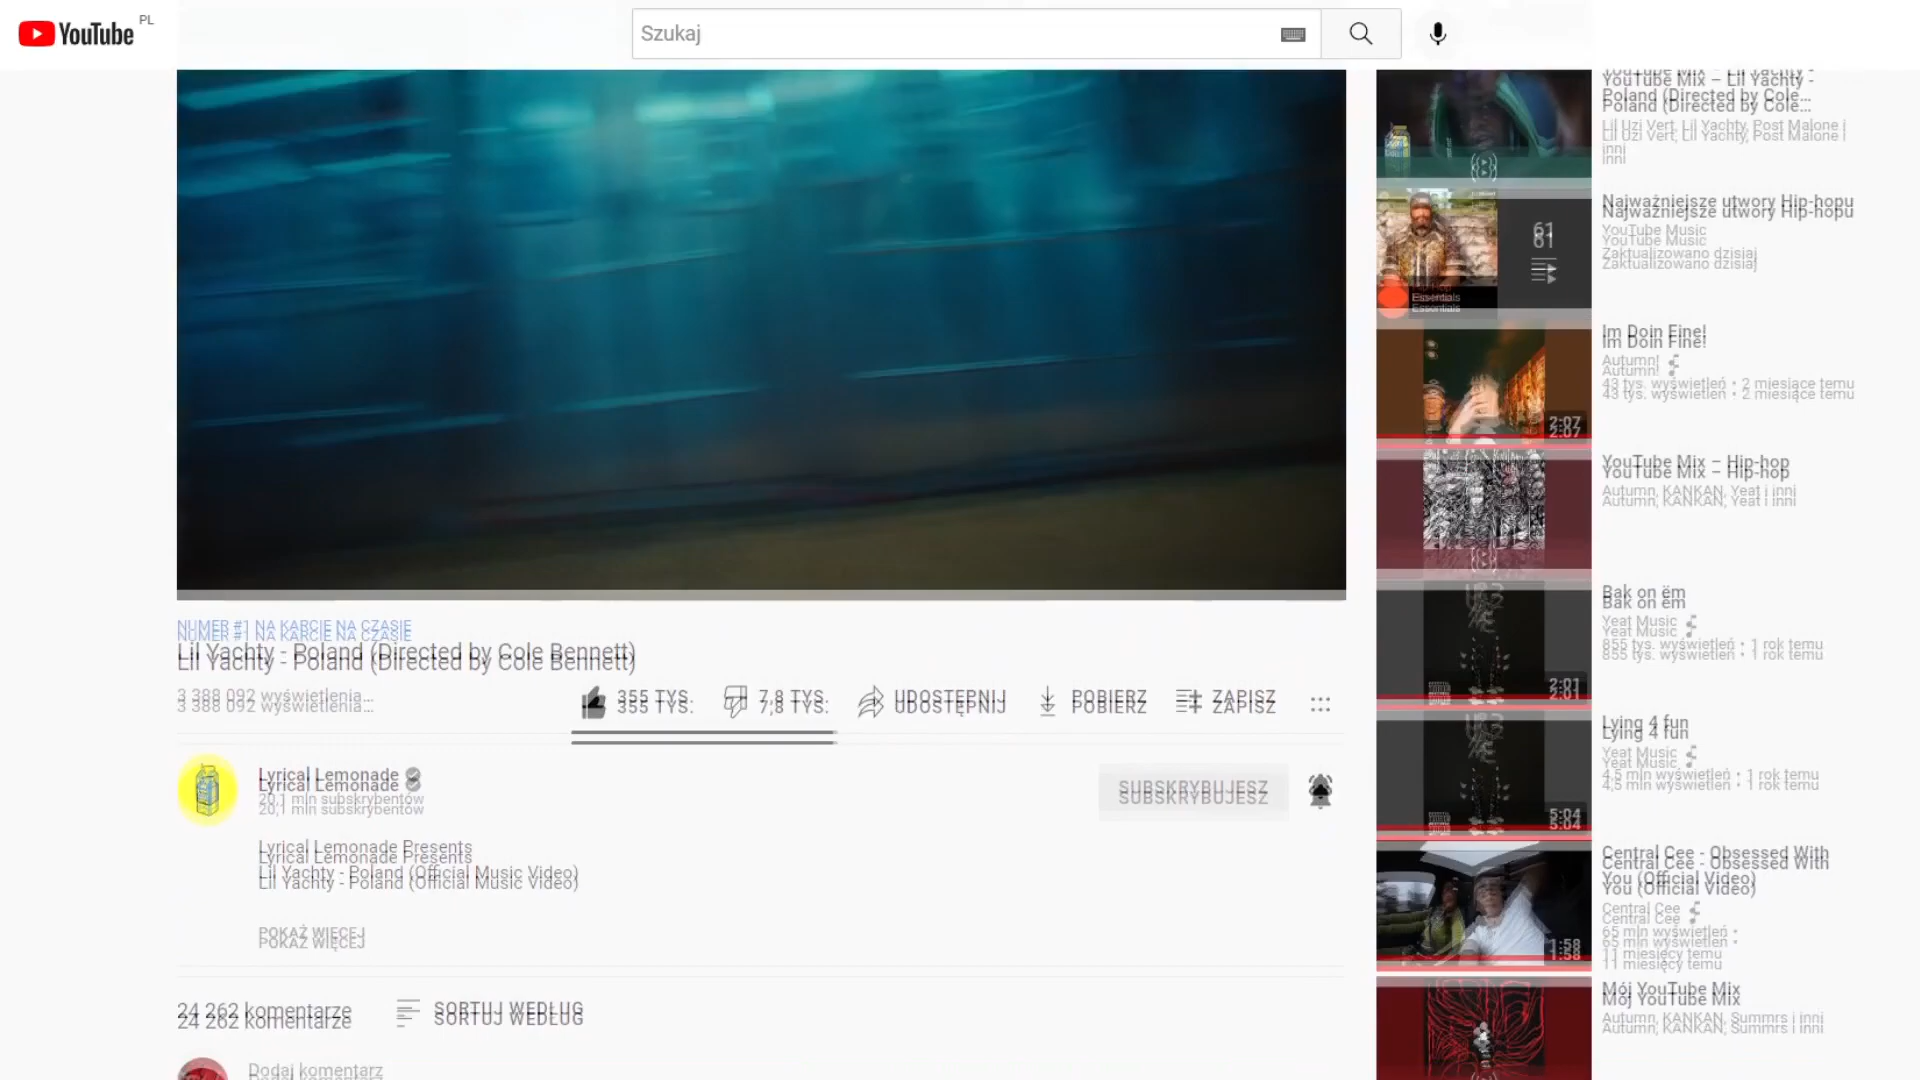 YouTube PL
Szukaj
NUMER #1 NA KARCIE NA CZASIE
Lil Yachty - Poland (Directed by Cole Bennett)
3 388 092 wyświetlenia...
355 TYS.
7,8 TYS.
UDOSTĘPNIJ
POBIERZ
ZAPISZ
Lyrical Lemonade
20,1 mln subskrybentów
SUBSKRYBUJESZ
Lyrical Lemonade Presents
Lil Yachty - Poland (Official Music Video)
POKAŻ WIĘCEJ
24 262 komentarze
SORTUJ WEDŁUG
Dodaj komentarz
YouTube Mix – Lil Yachty -
Poland (Directed by Cole...
Lil Uzi Vert, Lil Yachty, Post Malone i
inni
61
Essentials
Najważniejsze utwory Hip-hopu
YouTube Music
Zaktualizowano dzisiaj
2:07
Im Doin Fine!
Autumn!
43 tys. wyświetleń • 2 miesiące temu
YouTube Mix – Hip-hop
Autumn, KANKAN, Yeat i inni
2:01
Bak on ëm
Yeat Music
855 tys. wyświetleń • 1 rok temu
5:04
Lying 4 fun
Yeat Music
4,5 mln wyświetleń • 1 rok temu
1:58
Central Cee - Obsessed With
You (Official Video)
Central Cee
65 mln wyświetleń •
11 miesięcy temu
Mój YouTube Mix
Autumn, KANKAN, Summrs i inni